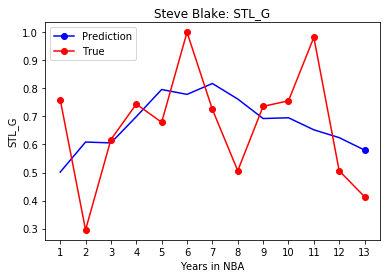 Steve Blake: STL_G
Prediction
True
STL_G
1.0
0.9
0.8
0.7
0.6
0.5
0.4
0.3
1 2 3 4 5 6 7 8 9 10 11 12 13
Years in NBA